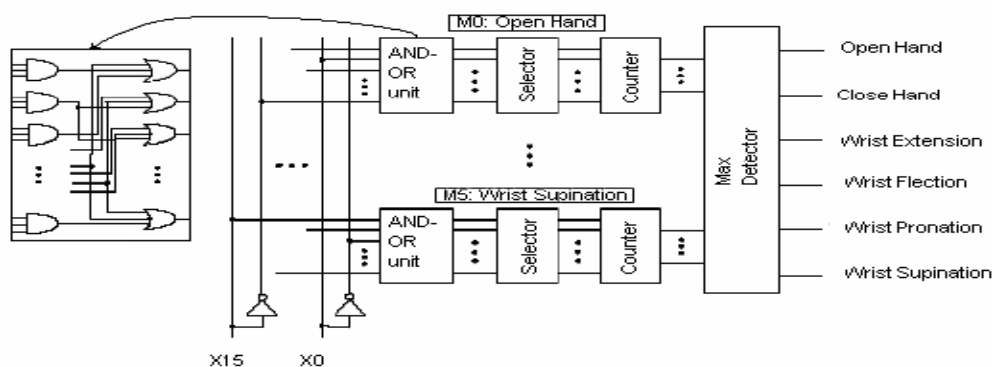 M0: Open Hand
AND-
OR
unit
Selector
Counter
Max
Detector
Open Hand
Close Hand
Wrist Extension
Wrist Flection
Wrist Pronation
Wrist Supination
M5: Wrist Supination
AND-
OR
unit
Selector
Counter
X15
X0